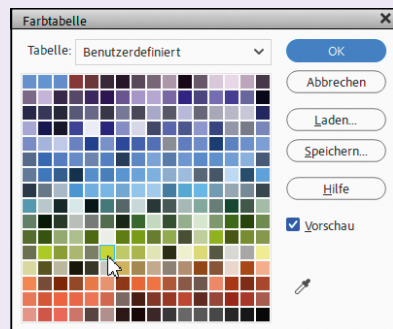 Farbtabelle
Tabelle: Benutzerdefiniert
OK
Abbrechen
Laden...
Speichern...
Hilfe
Vorschau